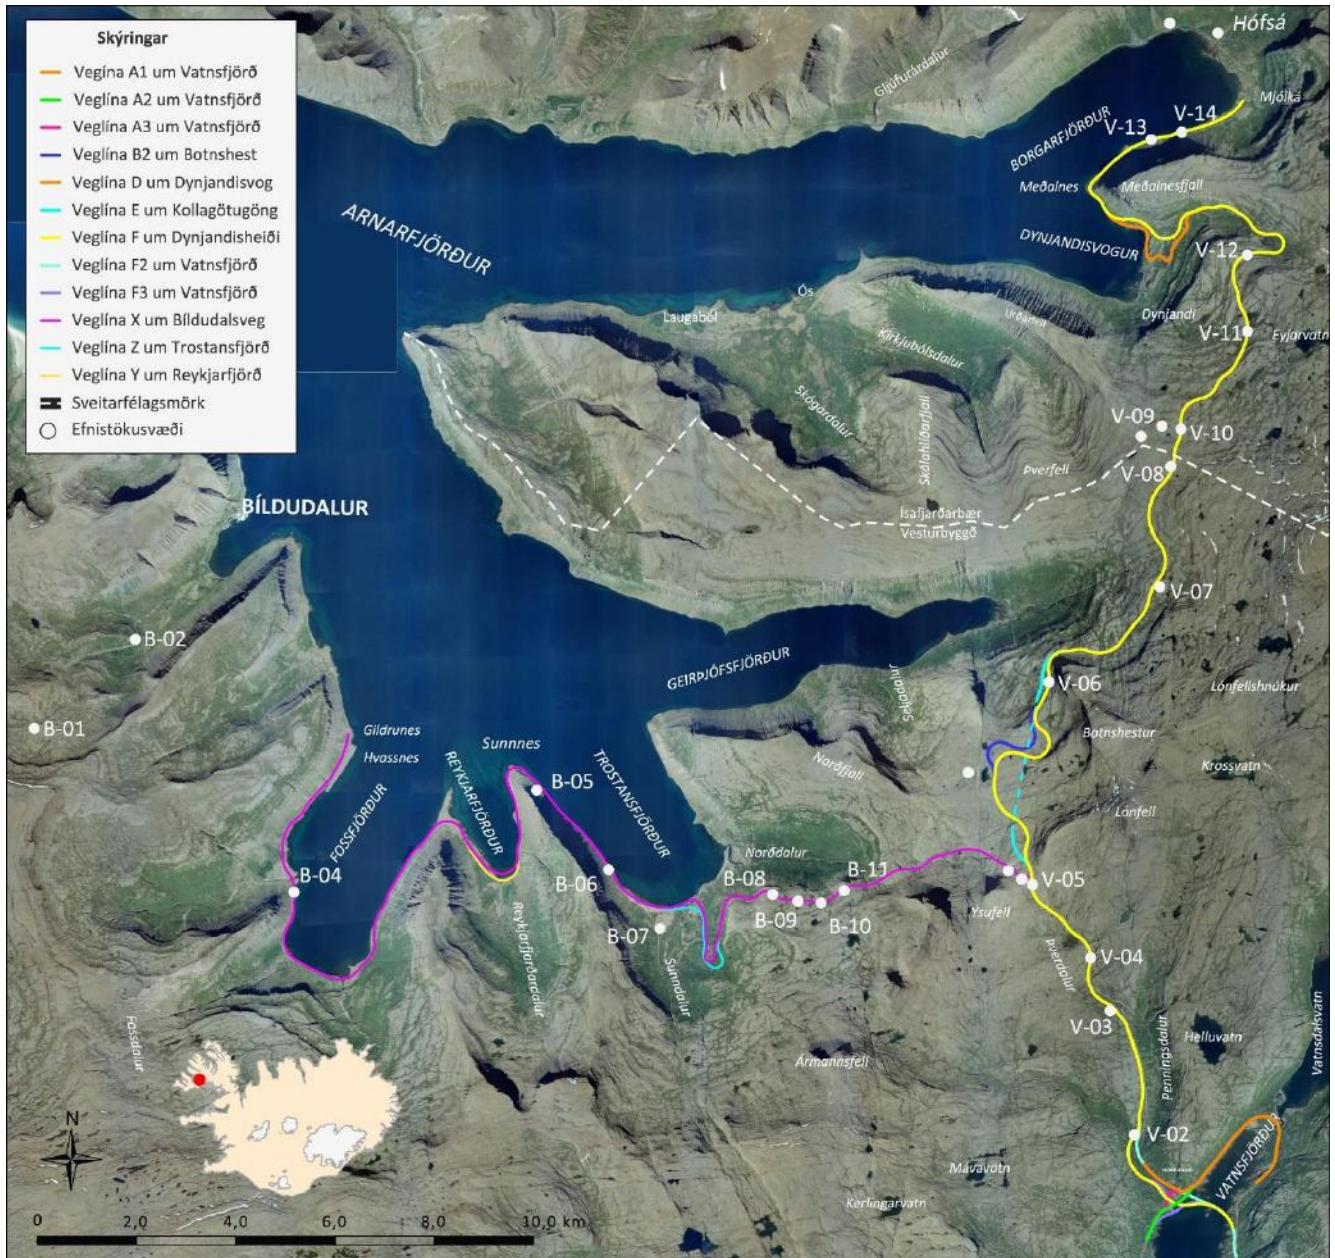 Skýringar
Vegína A1 um Vatnsfjörð
Veglína A2 um Vatnsfjörð
Veglína A3 um Vatnsfjörð
Veglína B2 um Botnshest
Veglína D um Dynjandisvog
Veglína E um Kollagötugöng
Veglína F um Dynjandisheiði
Veglína F2 um Vatnsfjörð
Veglína F3 um Vatnsfjörð
Veglína X um Bíldudalsveg
Veglína Z um Trostansfjörð
Veglína Y um Reykjarfjörð
Sveitarfélagsmörk
Efnistökusvæði
Hófsá
Gljúfurárdalur
Mjólká
V-14
V-13
BORGARFJÖRÐUR
Meðalnes
Meðalnesfjall
ARNARFJÖRÐUR
DYNJANDISVOGUR
V-12
Ós
Laugaból
Urðarfell
Dynjandi
V-11
Eyjarvatn
Kirkjubólsdalur
Skógardalur
Skálahlíðarfjall
V-09
V-10
Þverfell
V-08
BÍLDUDALUR
Ísafjarðarbær
Vesturbyggð
V-07
B-02
GEIRÞJÓFSFJÖRÐUR
Seljadalur
V-06
Lónfellshnúkur
B-01
Gildrunes
Hvassnes
Sunnnes
Botnshestur
Norðfjall
Krossvatn
REYKJARFJÖRÐUR
TROSTANSFJÖRÐUR
B-05
Lónfell
FOSSFJÖRÐUR
Norðdalur
B-04
B-06
B-08
B-11
V-05
B-09
B-10
Ysufell
B-07
Reykjarfjarðardalur
Sunndalur
Þverdalur
V-04
V-03
Fossdalur
Ármannsfell
Penningsdalur
Helluvatn
Vatnsdalsvatn
N
V-02
Mávavötn
VATNSFJÖRÐUR
Kerlingarvatn
0 2,0 4,0 6,0 8,0 10,0 km